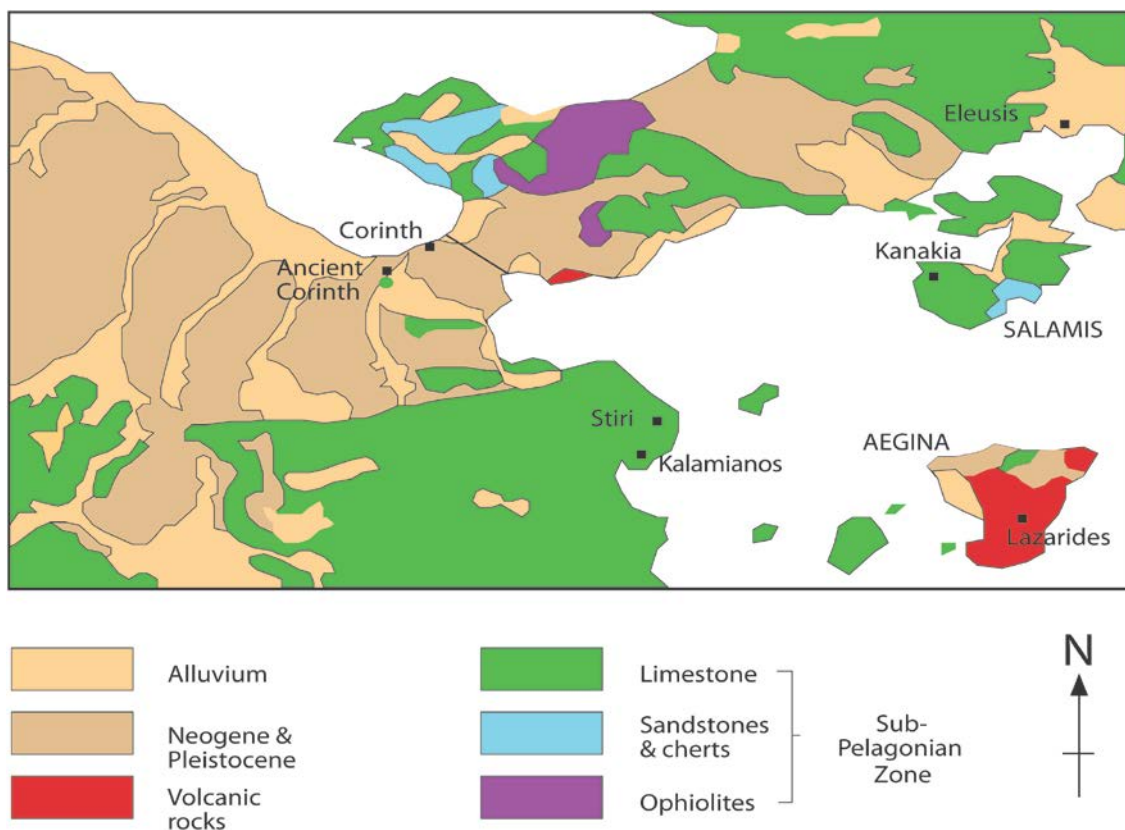 Eleusis
Corinth
Ancient
Corinth
Kanakia
SALAMIS
Stiri
Kalamianos
AEGINA
Lazarides
Alluvium
Neogene &
Pleistocene
Volcanic
rocks
Limestone
Sandstones
& cherts
Ophiolites
Sub-
Pelagonian
Zone
N